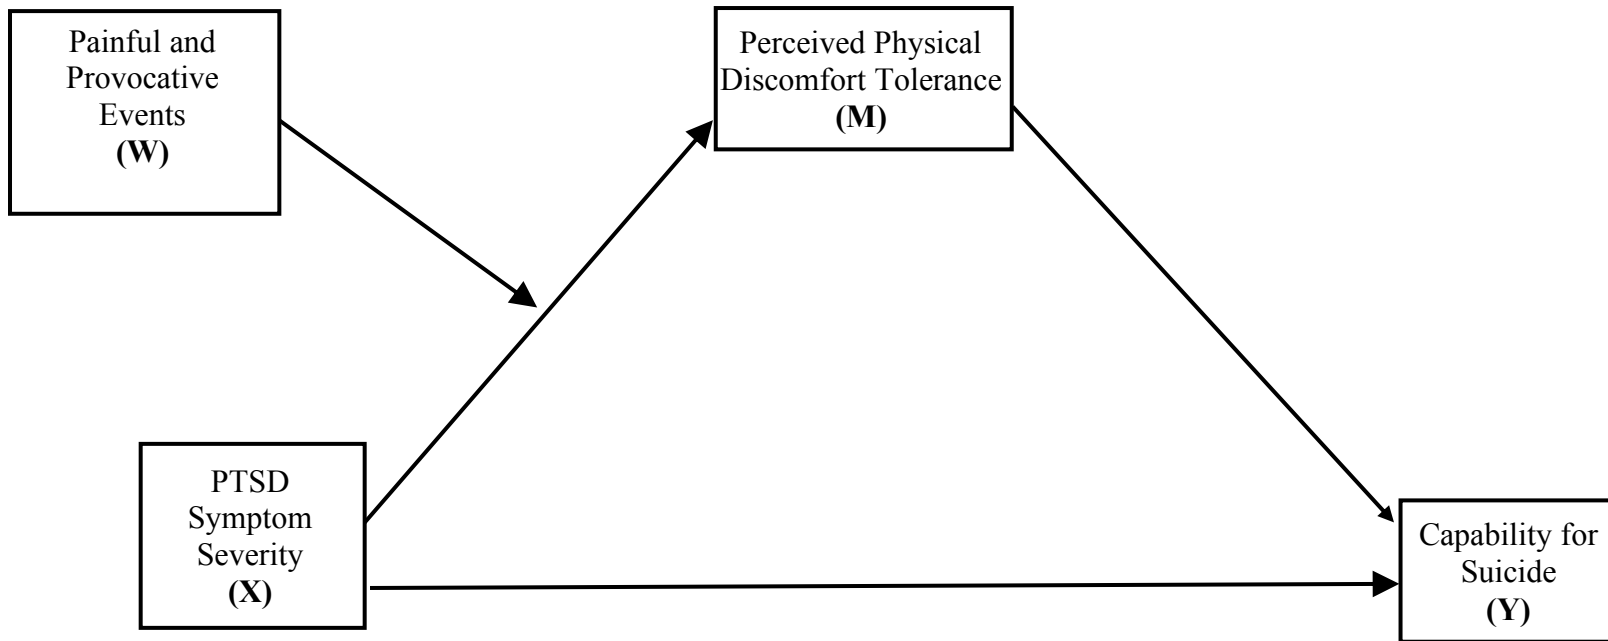 Painful and
Provocative
Events
(W)
Perceived Physical
Discomfort Tolerance
(M)
PTSD
Symptom
Severity
(X)
Capability for
Suicide
(Y)